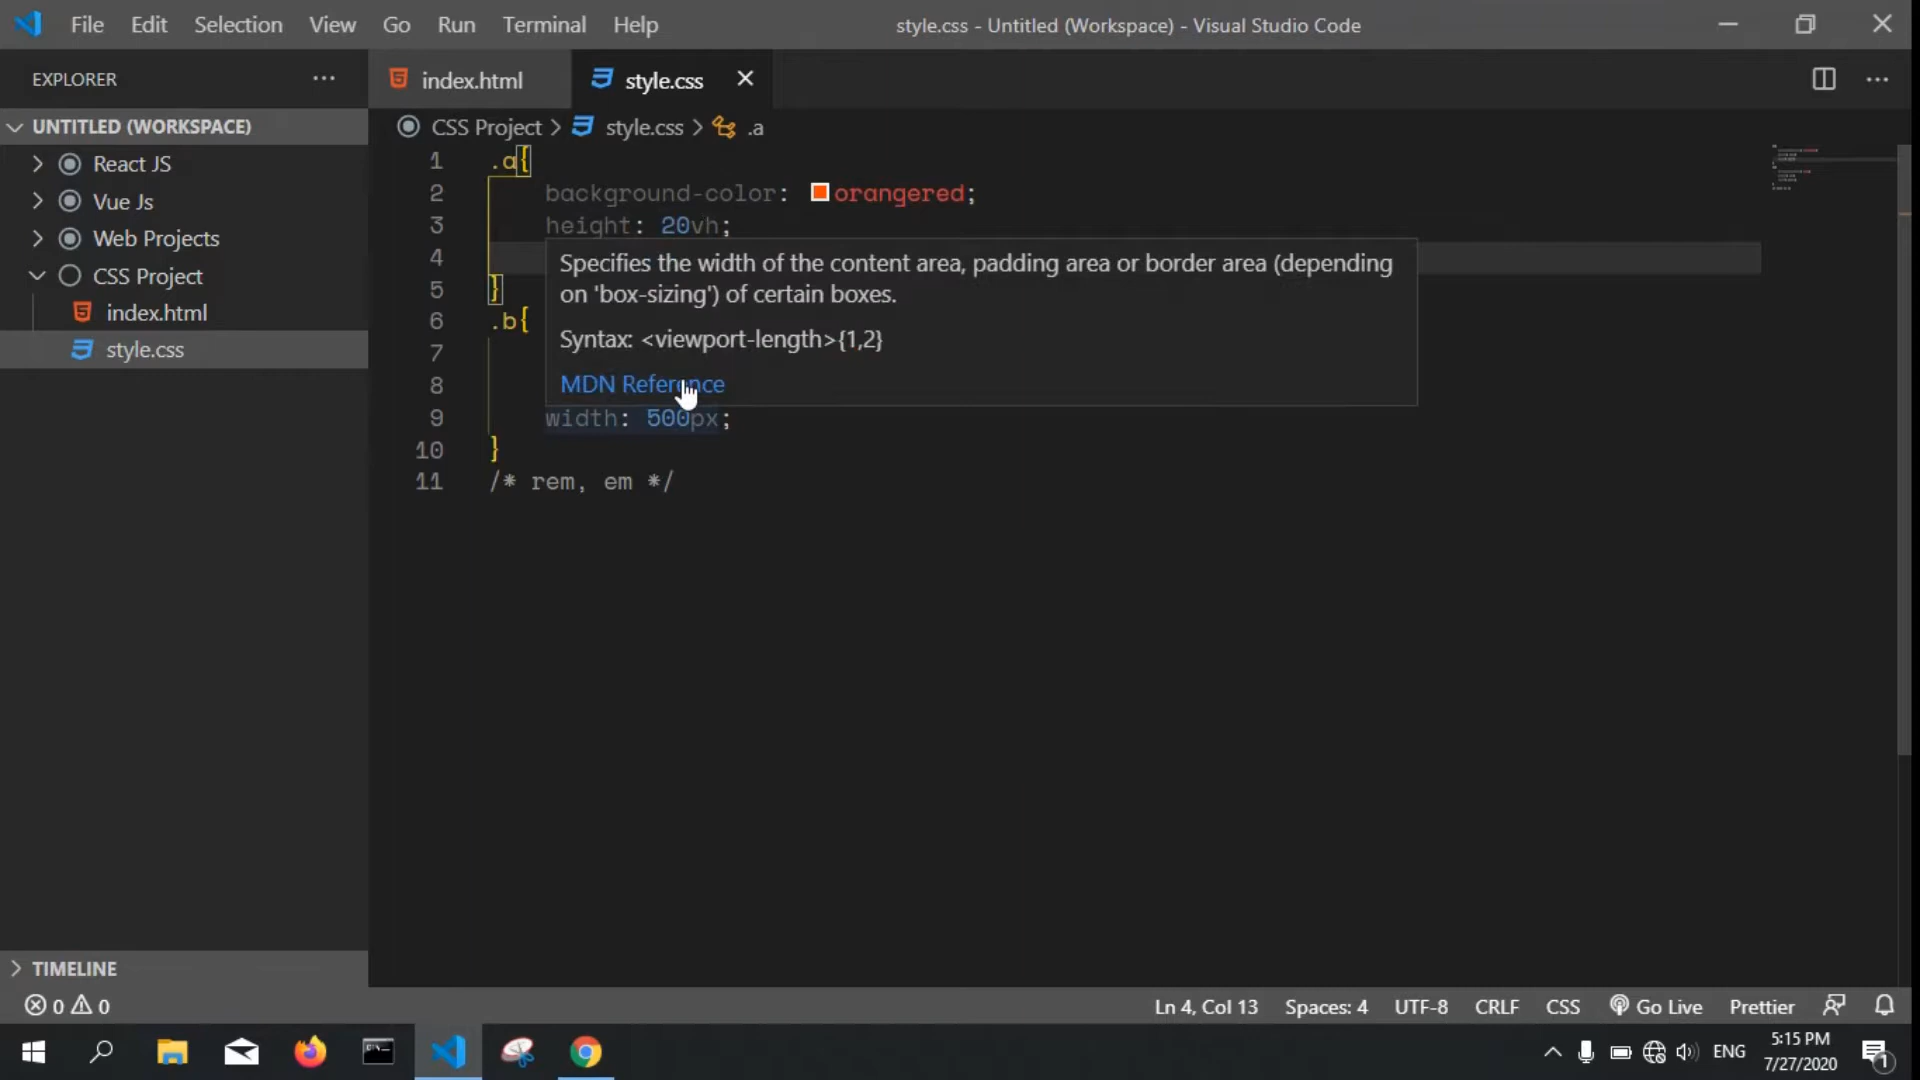 File Edit Selection View Go Run Terminal Help style.css - Untitled (Workspace) - Visual Studio Code
EXPLORER
index.html style.css
UNTITLED (WORKSPACE)
React JS
Vue Js
Web Projects
CSS Project
index.html
style.css
CSS Project > style.css > .a
1 .a{
2 background-color: orangered;
3 height: 20vh;
4
5 }
6 .b{
7
8
9 width: 500px;
10 }
11 /* rem, em */
Specifies the width of the content area, padding area or border area (depending
on 'box-sizing') of certain boxes.
Syntax: <viewport-length>{1,2}
MDN Reference
TIMELINE
0 0 Ln 4, Col 13 Spaces: 4 UTF-8 CRLF CSS Go Live Prettier
ENG 5:15 PM
7/27/2020
1